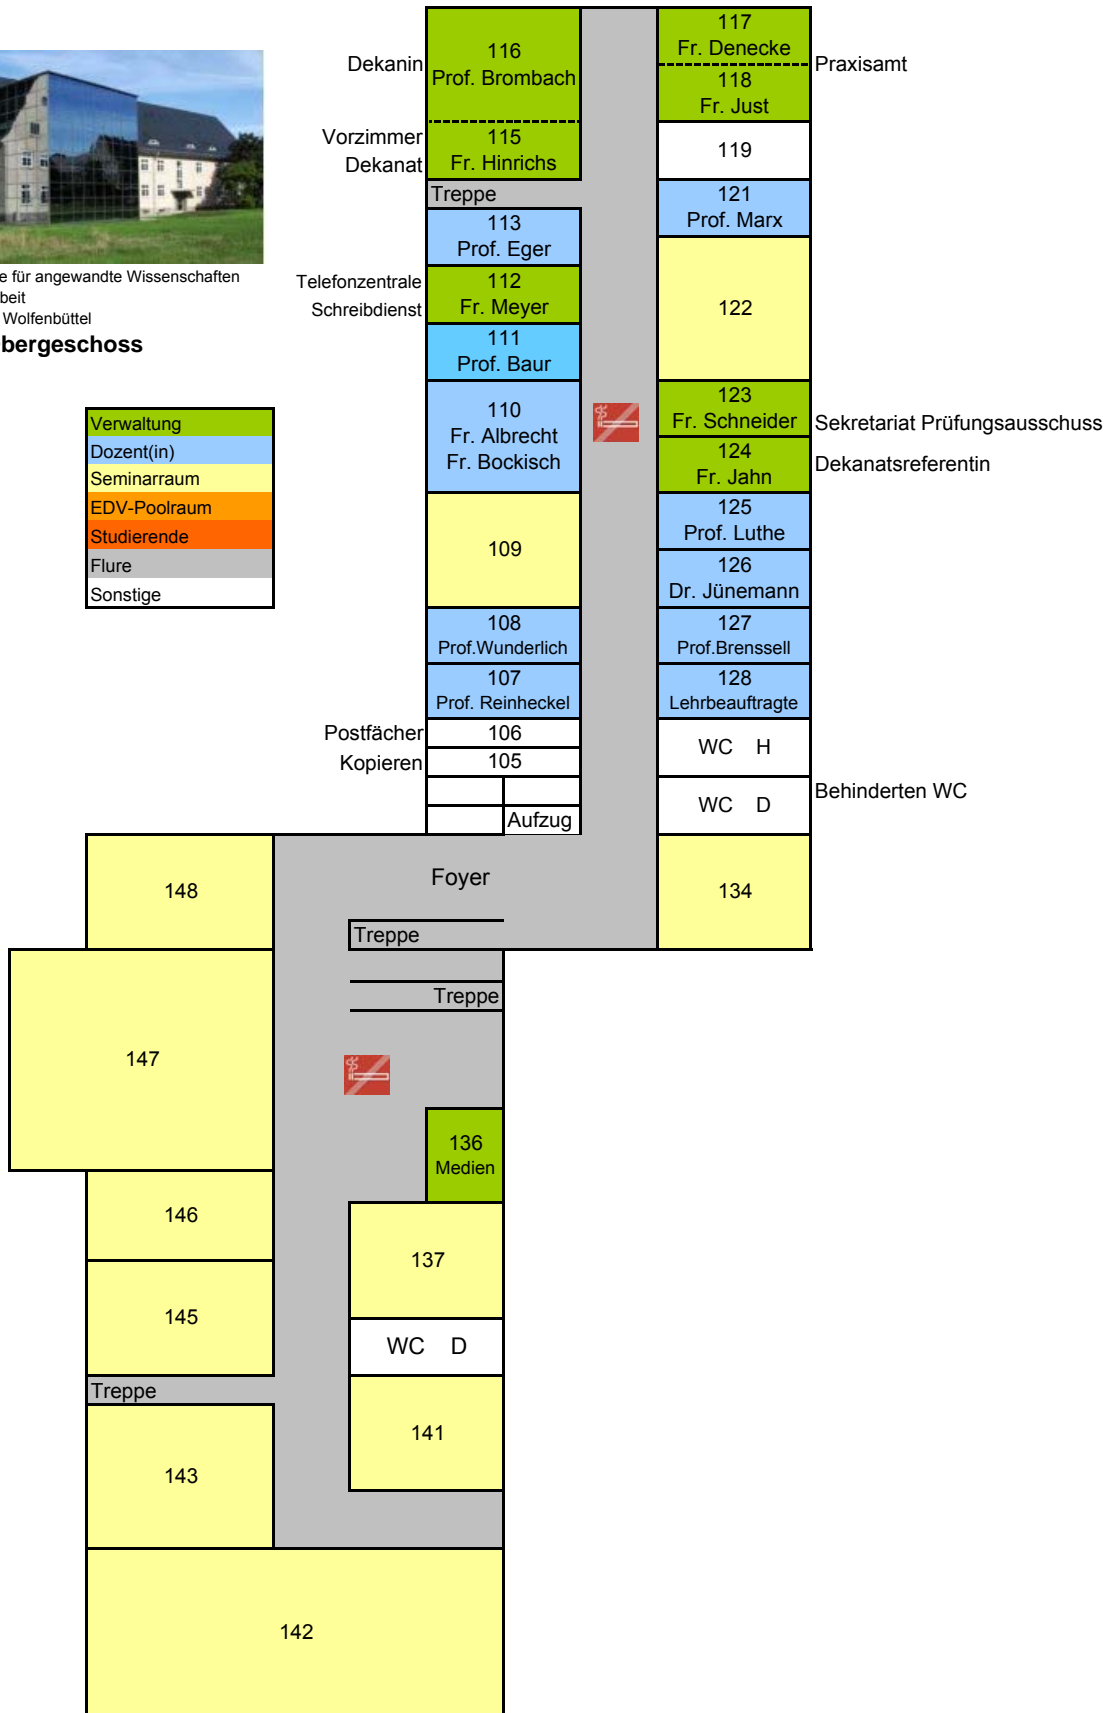 116
Prof. Brombach
Dekanin
117
Fr. Denecke
118
Fr. Just
Praxisamt
Vorzimmer
Dekanat
115
Fr. Hinrichs
119
Treppe
121
Prof. Marx
113
Prof. Eger
e für angewandte Wissenschaften
beit
Wolfenbüttel
bergeschoss
Telefonzentrale
Schreibdienst
112
Fr. Meyer
122
111
Prof. Baur
110
Fr. Albrecht
Fr. Bockisch
123
Fr. Schneider
Sekretariat Prüfungsausschuss
124
Fr. Jahn
Dekanatsreferentin
Verwaltung
Dozent(in)
Seminarraum
EDV-Poolraum
Studierende
Flure
Sonstige
109
125
Prof. Luthe
126
Dr. Jünemann
108
Prof.Wunderlich
127
Prof.Brenssell
107
Prof. Reinheckel
128
Lehrbeauftragte
Postfächer
106
Kopieren
105
WC H
WC D
Behinderten WC
Aufzug
148
Foyer
134
Treppe
Treppe
147
136
Medien
146
137
145
WC D
Treppe
141
143
142